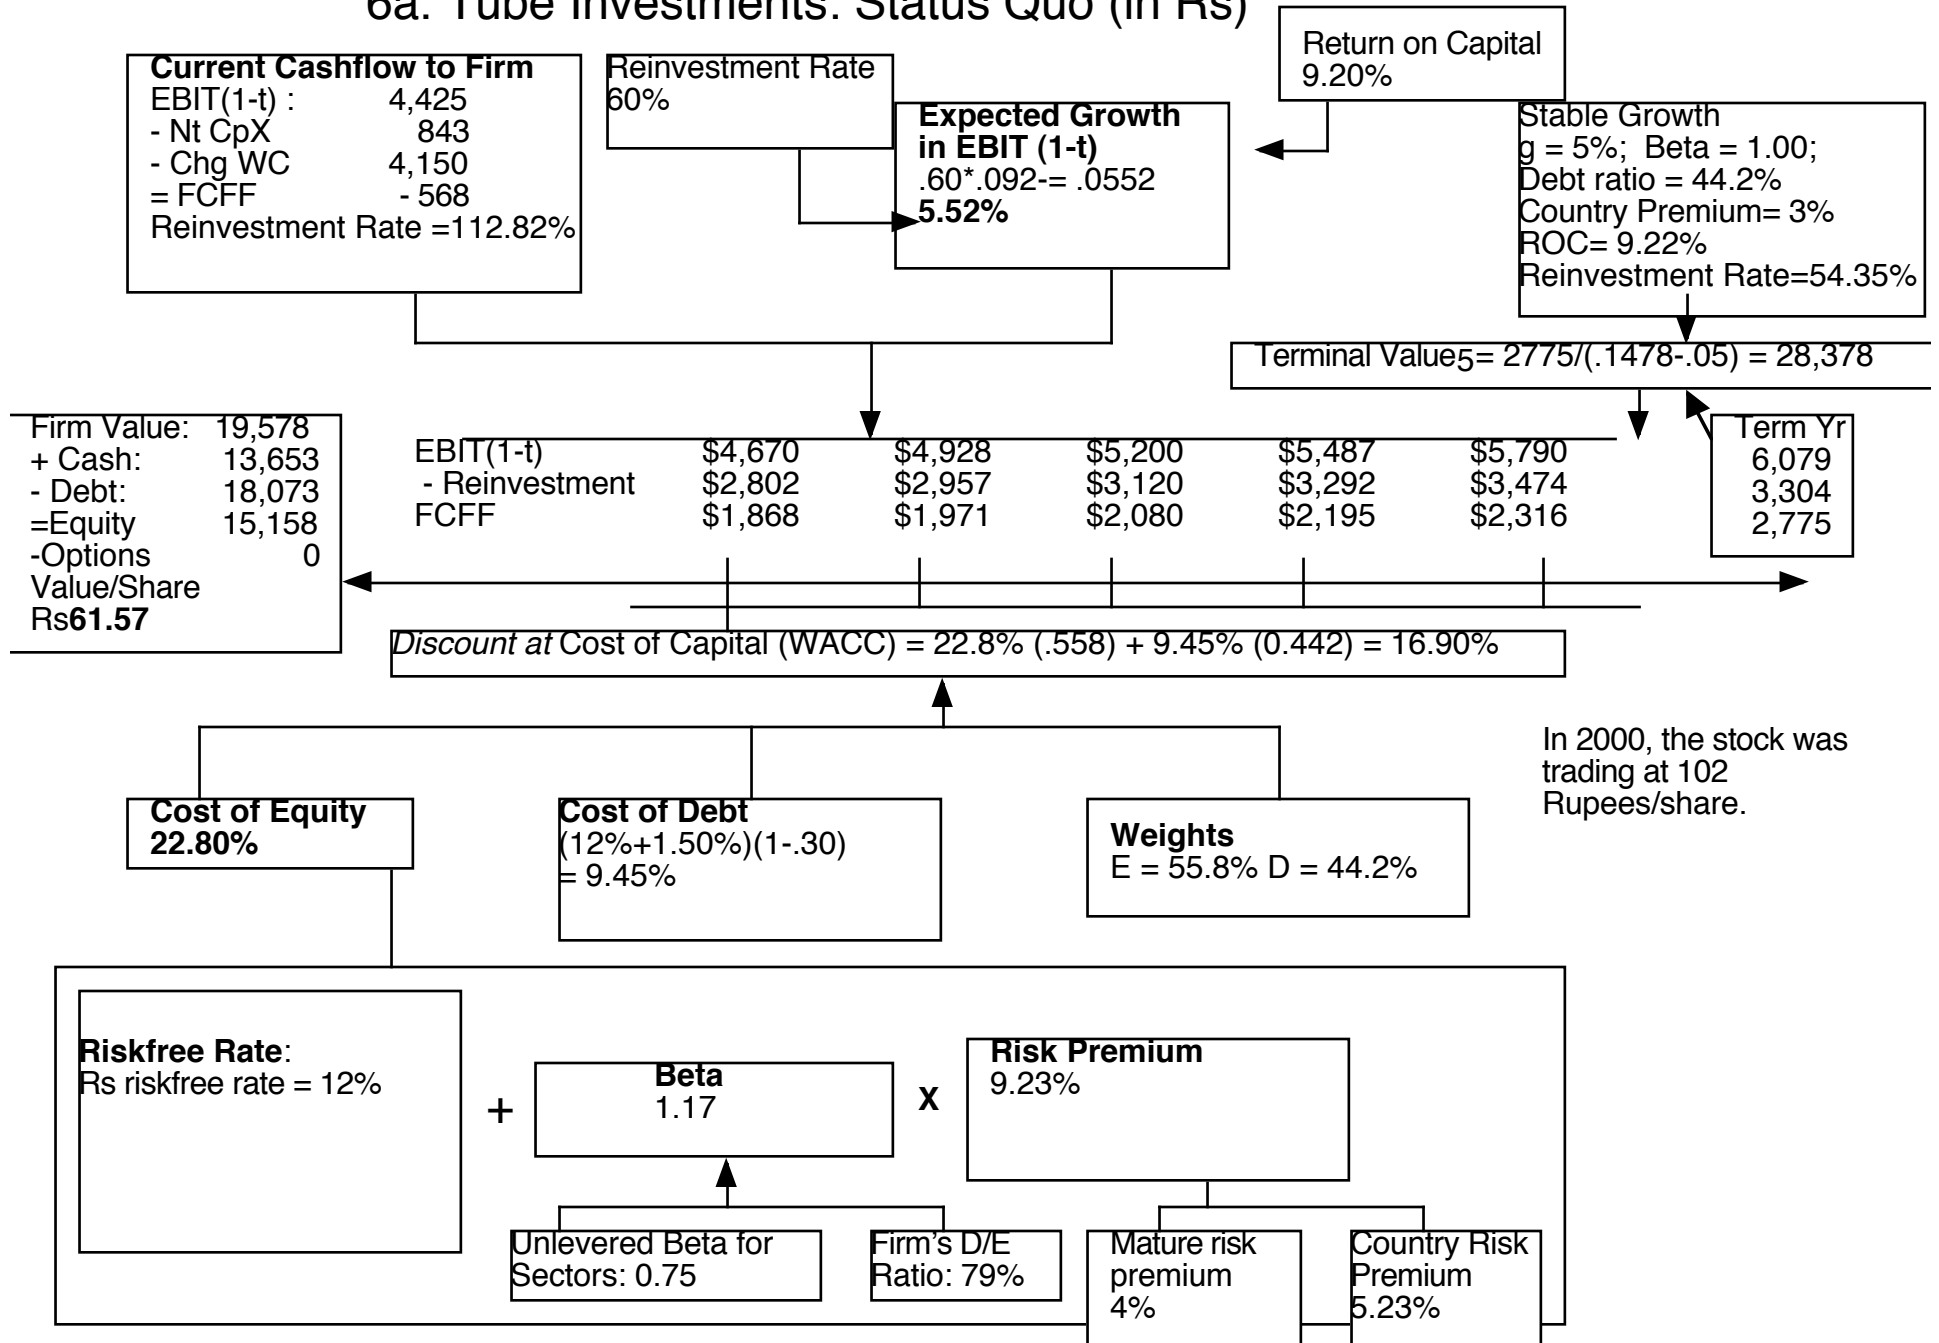 6a. Tube Investments: Status Quo (in Rs)
Current Cashflow to Firm
EBIT(1-t) : 4,425
- Nt CpX 843
- Chg WC 4,150
= FCFF - 568
Reinvestment Rate =112.82%
Reinvestment Rate
60%
Expected Growth
in EBIT (1-t)
.60*.092-= .0552
5.52%
Return on Capital
9.20%
Stable Growth
g = 5%; Beta = 1.00;
Debt ratio = 44.2%
Country Premium= 3%
ROC= 9.22%
Reinvestment Rate=54.35%
Terminal Value5= 2775/(.1478-.05) = 28,378
Firm Value: 19,578
+ Cash: 13,653
- Debt: 18,073
=Equity 15,158
-Options 0
Value/Share
Rs61.57
EBIT(1-t) $4,670 $4,928 $5,200 $5,487 $5,790
- Reinvestment $2,802 $2,957 $3,120 $3,292 $3,474
FCFF $1,868 $1,971 $2,080 $2,195 $2,316
Term Yr
6,079
3,304
2,775
Discount at Cost of Capital (WACC) = 22.8% (.558) + 9.45% (0.442) = 16.90%
In 2000, the stock was
trading at 102
Rupees/share.
Cost of Equity
22.80%
Cost of Debt
(12%+1.50%)(1-.30)
= 9.45%
Weights
E = 55.8% D = 44.2%
Riskfree Rate:
Rs riskfree rate = 12%
+
Beta
1.17
X
Risk Premium
9.23%
Unlevered Beta for
Sectors: 0.75
Firm's D/E
Ratio: 79%
Mature risk
premium
4%
Country Risk
Premium
5.23%